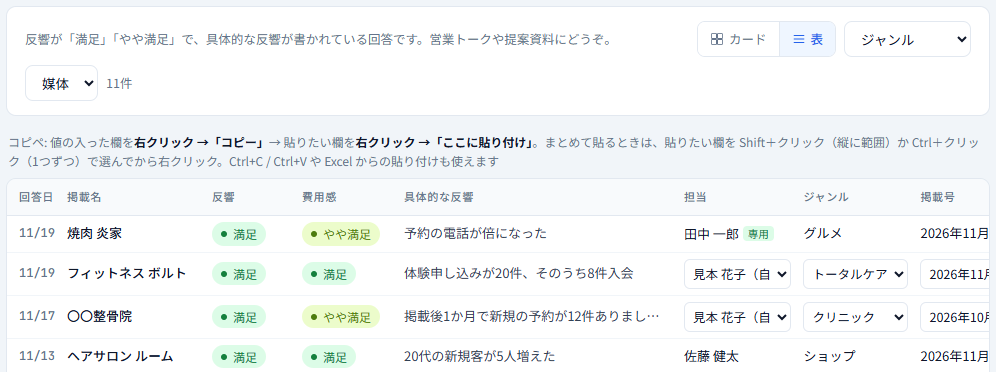 反響が「満足」「やや満足」で、具体的な反響が書かれている回答です。営業トークや提案資料にどうぞ。 カード 表 ジャンル
媒体 11件
コピペ: 値の入った欄を右クリック →「コピー」→ 貼りたい欄を右クリック →「ここに貼り付け」。まとめて貼るときは、貼りたい欄を Shift＋クリック（縦に範囲）か Ctrl＋クリッ
ク（1つずつ）で選んでから右クリック。Ctrl+C / Ctrl+V や Excel からの貼り付けも使えます
回答日 掲載名 反響 費用感 具体的な反響 担当 ジャンル 掲載号
11/19 焼肉 炎家 満足 やや満足 予約の電話が倍になった 田中 一郎 専用 グルメ 2026年11月
11/19 フィットネス ボルト 満足 満足 体験申し込みが20件、そのうち8件入会 見本 花子（自 トータルケア 2026年11月
11/17 〇〇整骨院 満足 やや満足 掲載後1か月で新規の予約が12件ありまし… 見本 花子（自 クリニック 2026年10月
11/13 ヘアサロン ルーム 満足 満足 20代の新規客が5人増えた 佐藤 健太 ショップ 2026年11月